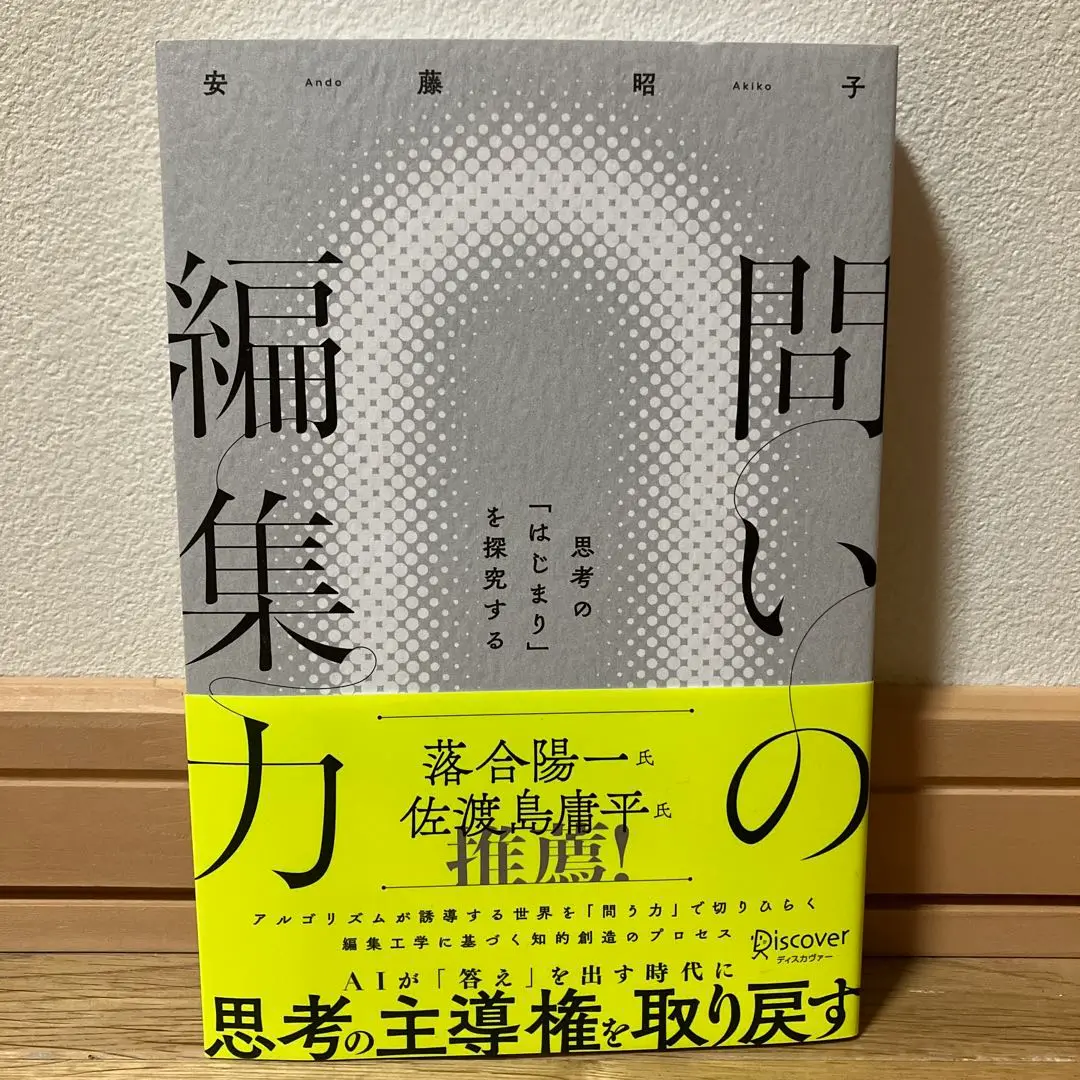 安 Ando 藤 昭 Akiko 子
問いの
編集力
思考の
「はじまり」
を探究する
落合陽一氏
佐渡島庸平氏
推薦!
アルゴリズムが誘導する世界を「問う力」で切りひらく
編集工学に基づく知的創造のプロセス
Discover
ディスカヴァー
AIが「答え」を出す時代に
思考の主導権を取り戻す